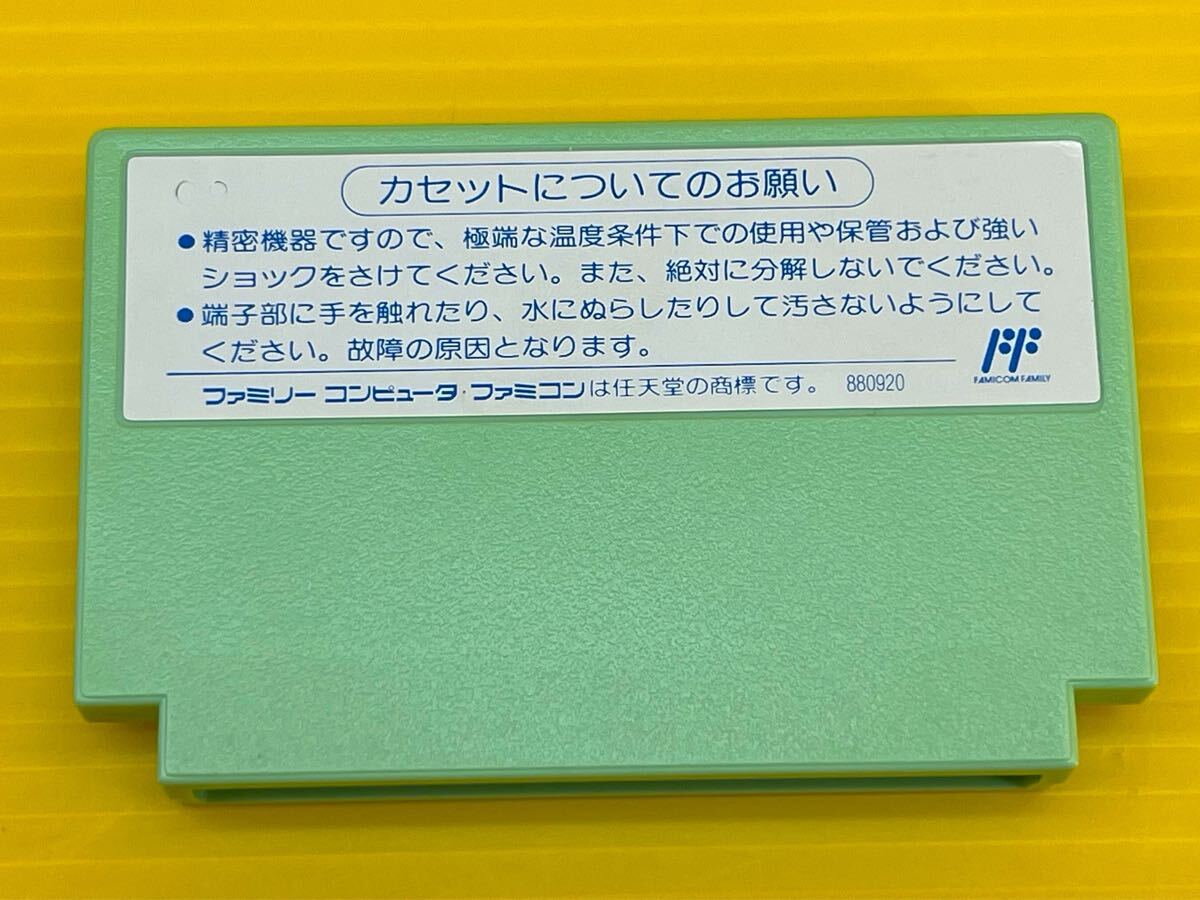 カセットについてのお願い
●精密機器ですので、極端な温度条件下での使用や保管および強い
ショックをさけてください。また、絶対に分解しないでください。
●端子部に手を触れたり、水にぬらしたりして汚さないようにして
ください。故障の原因となります。
FF
FAMICOM FAMILY
ファミリーコンピュータ・ファミコンは任天堂の商標です。 880920